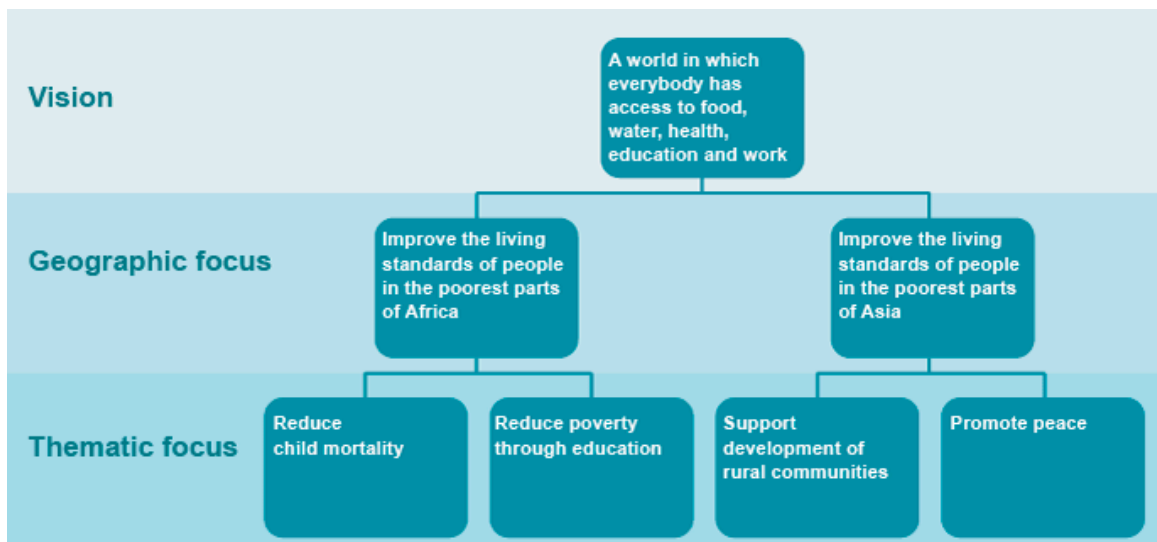 Vision
A world in which
everybody has
access to food,
water, health,
education and work
Geographic focus
Improve the living
standards of people
in the poorest parts
of Africa
Improve the living
standards of people
in the poorest parts
of Asia
Thematic focus
Reduce
child mortality
Reduce poverty
through education
Support
development of
rural communities
Promote peace